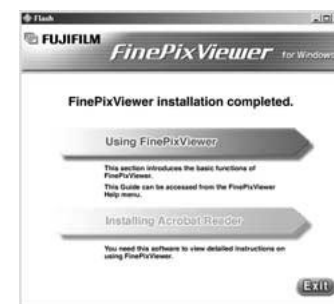 Flash
FUJIFILM
FinePixViewer for Windows
FinePixViewer installation completed.
Using FinePixViewer
This section introduces the basic functions of
FinePixViewer.
This Guide can be accessed from the FinePixViewer
Help menu.
Installing Acrobat Reader
You need this software to view detailed instructions on
using FinePixViewer.
Exit